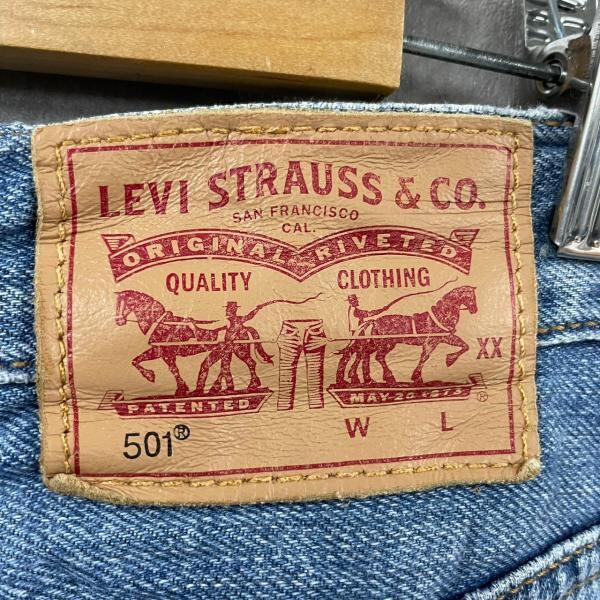 LEVI STRAUSS & CO.
SAN FRANCISCO
CAL.
ORIGINAL RIVETED
QUALITY CLOTHING
XX
PATENTED MAY 20 1873 ®
501® W L